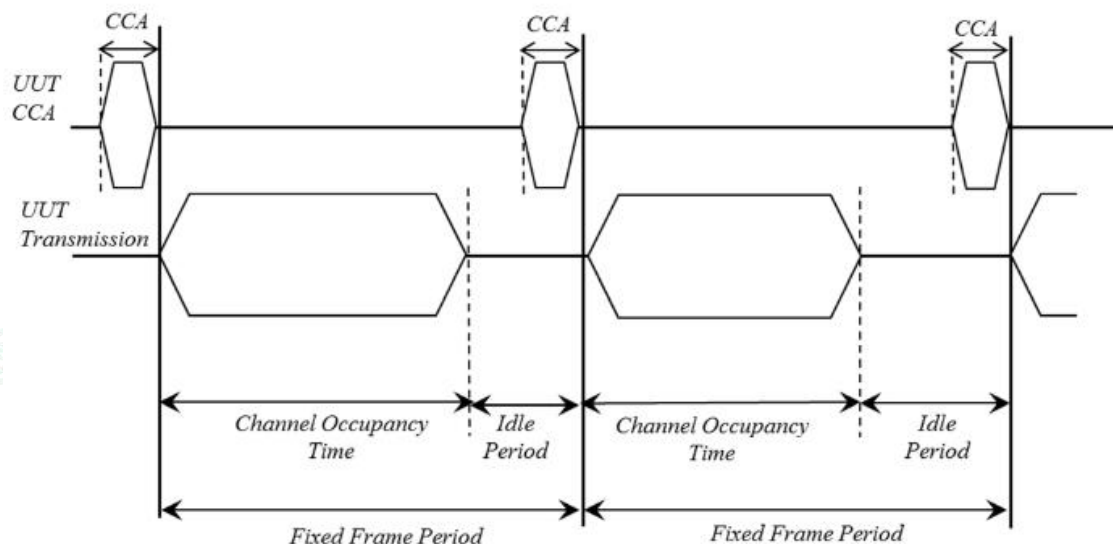 CCA
CCA
CCA
UUT
CCA
UUT
Transmission
Channel Occupancy
Time
Idle
Period
Channel Occupancy
Time
Idle
Period
Fixed Frame Period
Fixed Frame Period